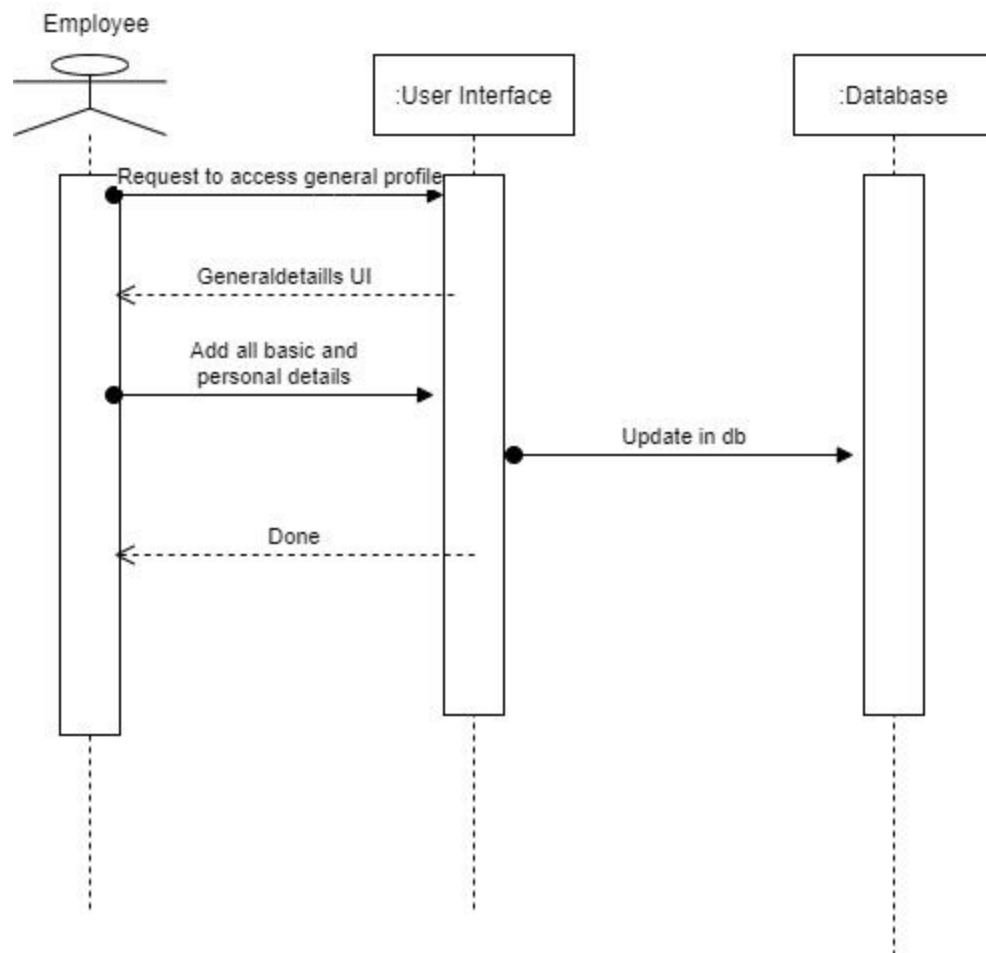 Employee
:User Interface
:Database
Request to access general profile
Generaldetaills UI
Add all basic and
personal details
Update in db
Done